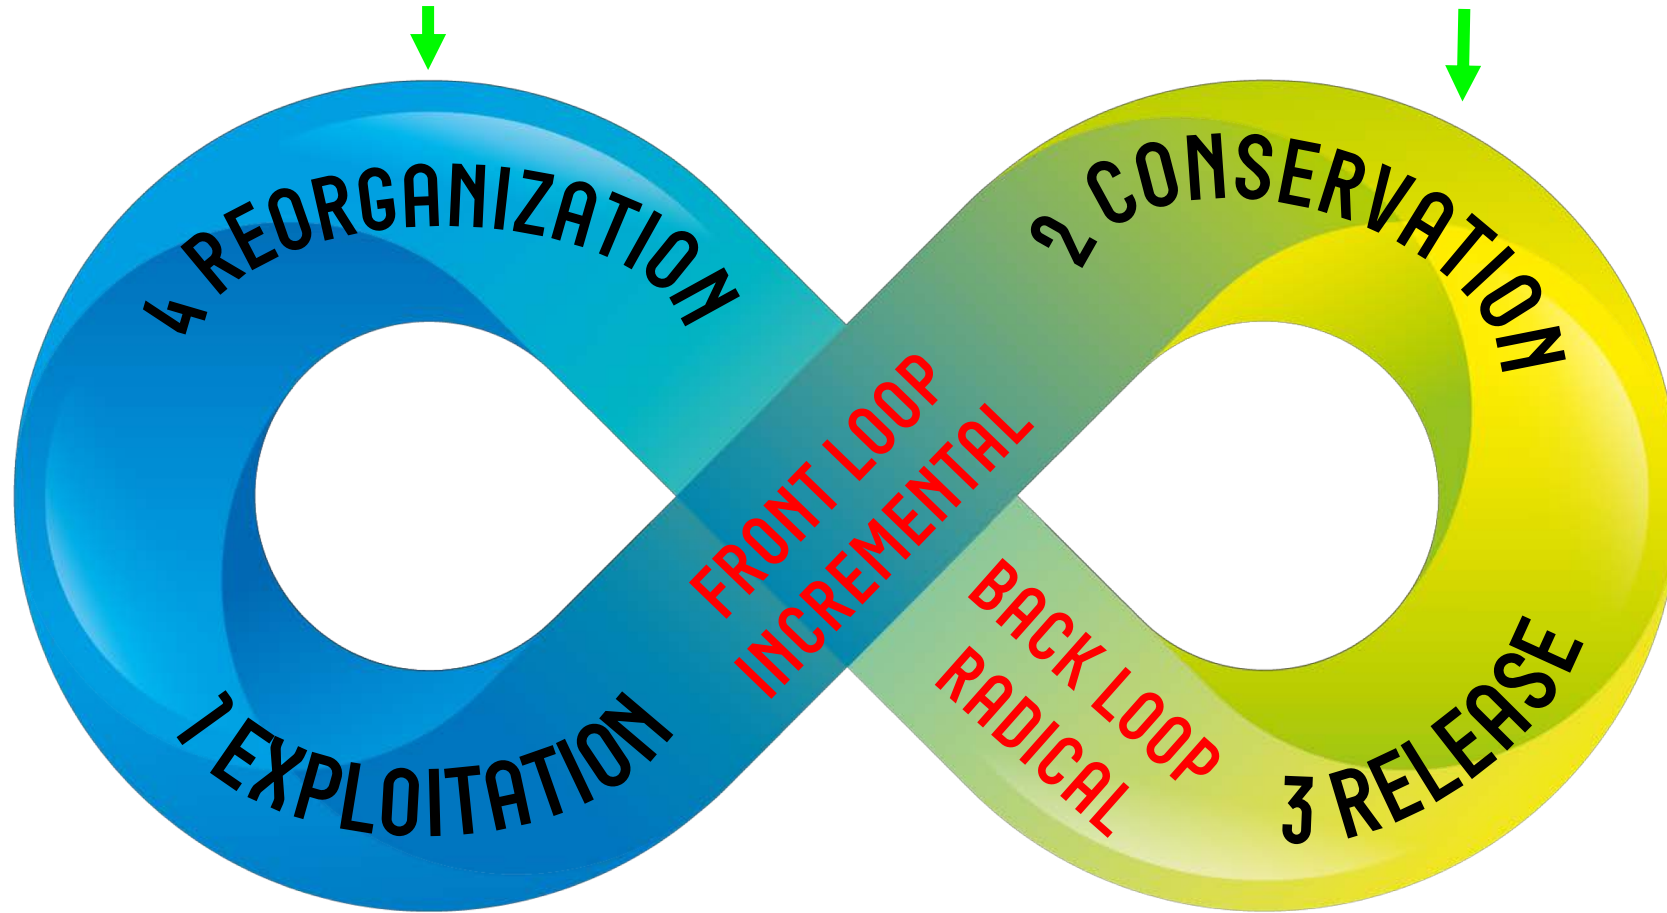 4 REORGANIZATION
2 CONSERVATION
FRONT LOOP
INCREMENTAL
BACK LOOP
RADICAL
1 EXPLOITATION
3 RELEASE